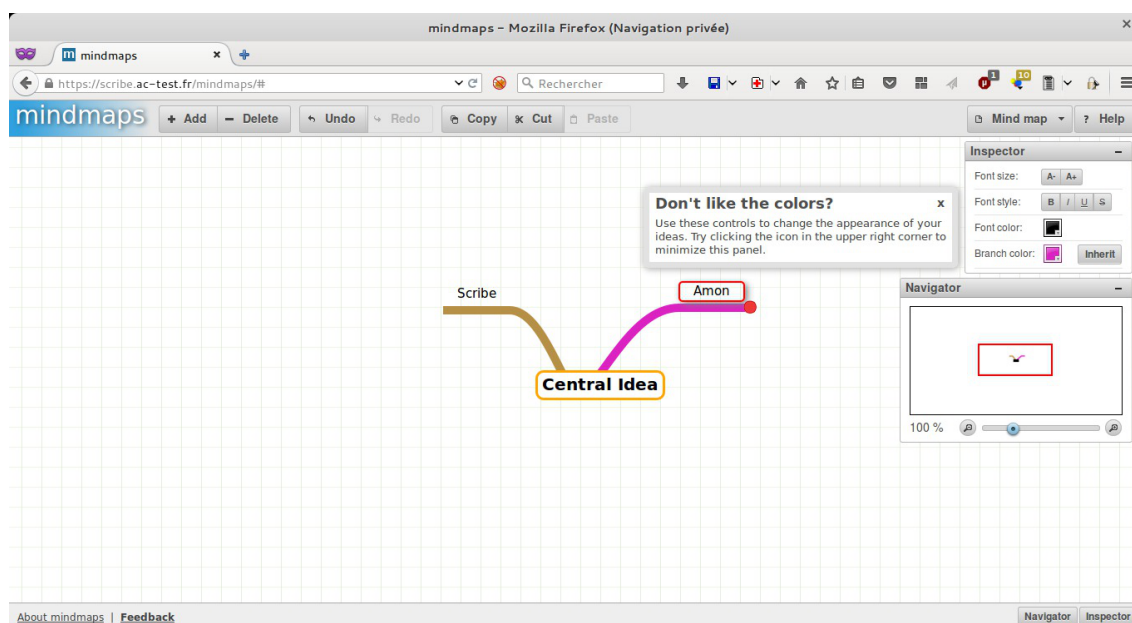 mindmaps - Mozilla Firefox (Navigation privée)
mindmaps
https://scribe.ac-test.fr/mindmaps/#
Rechercher
1
10
mindmaps
+ Add
− Delete
Undo
Redo
Copy
Cut
Paste
Mind map
? Help
Inspector
Font size:
A-
A+
Font style:
B
I
U
S
Font color:
Branch color:
Inherit
Don't like the colors?
x
Use these controls to change the appearance of your
ideas. Try clicking the icon in the upper right corner to
minimize this panel.
Navigator
100 %
Scribe
Amon
Central Idea
About mindmaps | Feedback
Navigator
Inspector